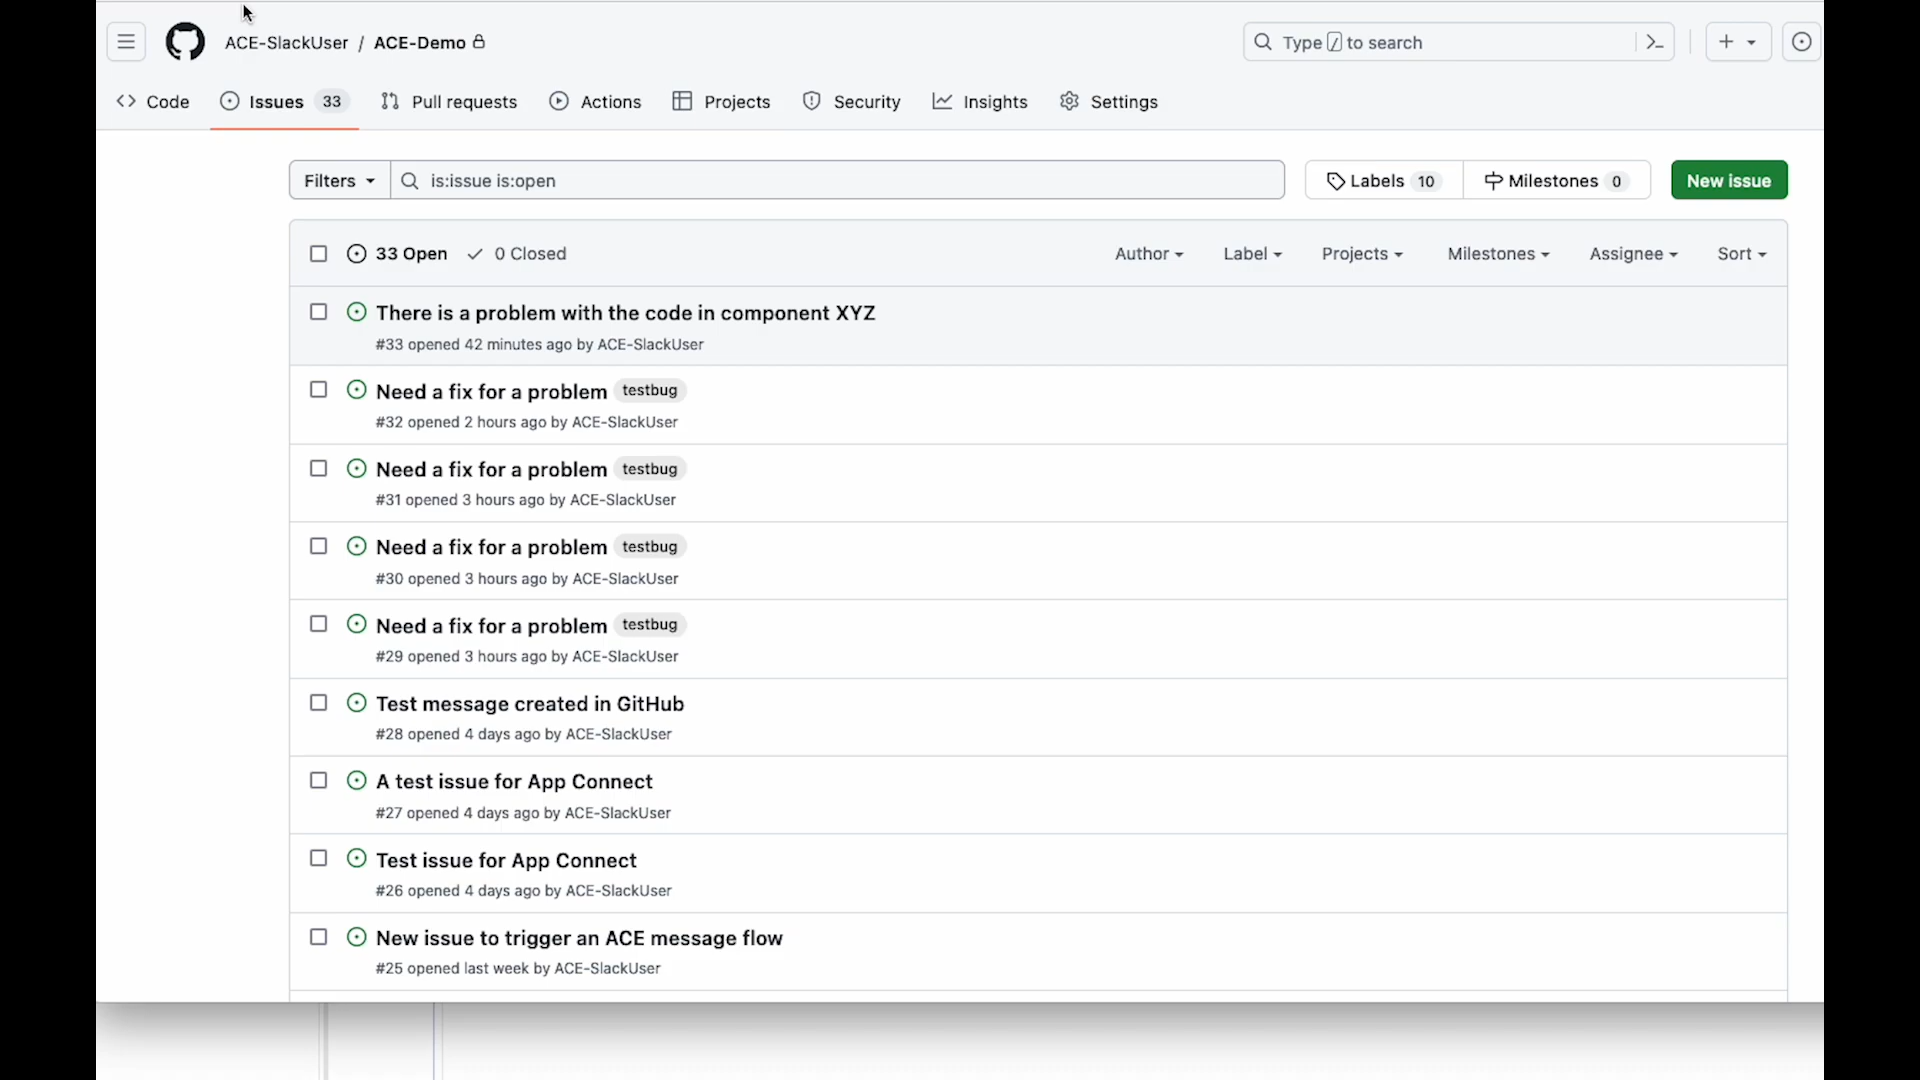 ACE-SlackUser / ACE-Demo
Type / to search
Code
Issues 33
Pull requests
Actions
Projects
Security
Insights
Settings
Filters
is:issue is:open
Labels 10
Milestones 0
New issue
33 Open
0 Closed
Author
Label
Projects
Milestones
Assignee
Sort
There is a problem with the code in component XYZ
#33 opened 42 minutes ago by ACE-SlackUser
Need a fix for a problem testbug
#32 opened 2 hours ago by ACE-SlackUser
Need a fix for a problem testbug
#31 opened 3 hours ago by ACE-SlackUser
Need a fix for a problem testbug
#30 opened 3 hours ago by ACE-SlackUser
Need a fix for a problem testbug
#29 opened 3 hours ago by ACE-SlackUser
Test message created in GitHub
#28 opened 4 days ago by ACE-SlackUser
A test issue for App Connect
#27 opened 4 days ago by ACE-SlackUser
Test issue for App Connect
#26 opened 4 days ago by ACE-SlackUser
New issue to trigger an ACE message flow
#25 opened last week by ACE-SlackUser